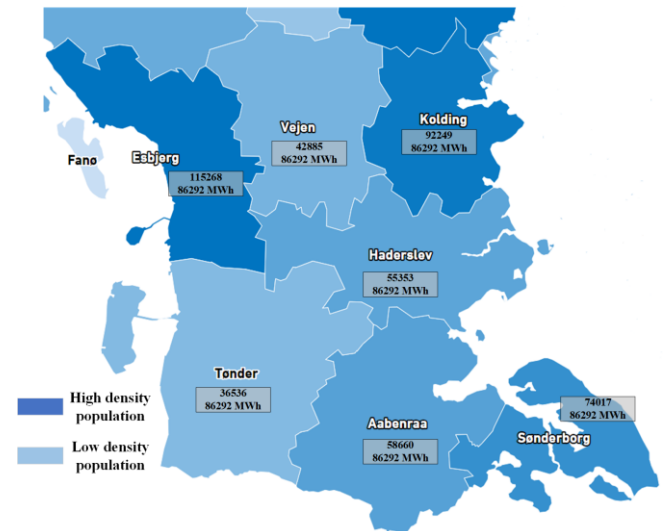 Vejen
42885
86292 MWh
Kolding
92249
86292 MWh
Fanø
Esbjerg
115268
86292 MWh
Haderslev
55353
86292 MWh
Tønder
36536
86292 MWh
Aabenraa
58660
86292 MWh
74017
86292 MWh
Sønderborg
High density
population
Low density
population